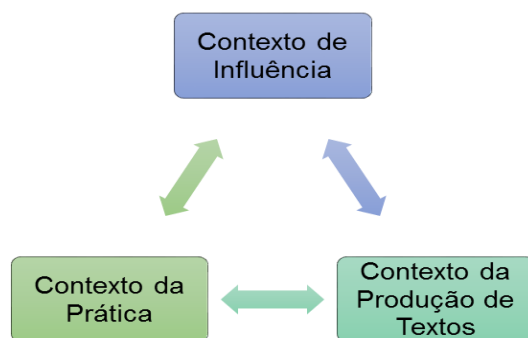 Contexto de
Influência
Contexto da
Prática
Contexto da
Produção de
Textos